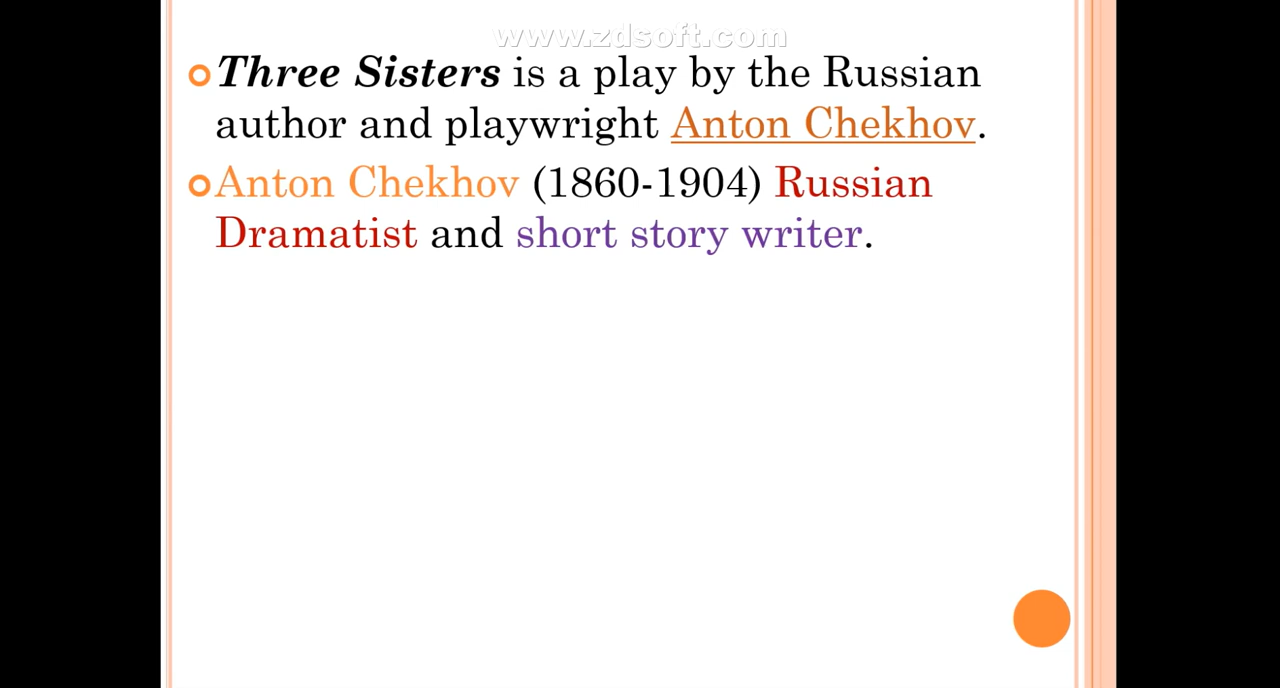 www.zdsoft.com
Three Sisters is a play by the Russian
author and playwright Anton Chekhov.
Anton Chekhov (1860-1904) Russian
Dramatist and short story writer.